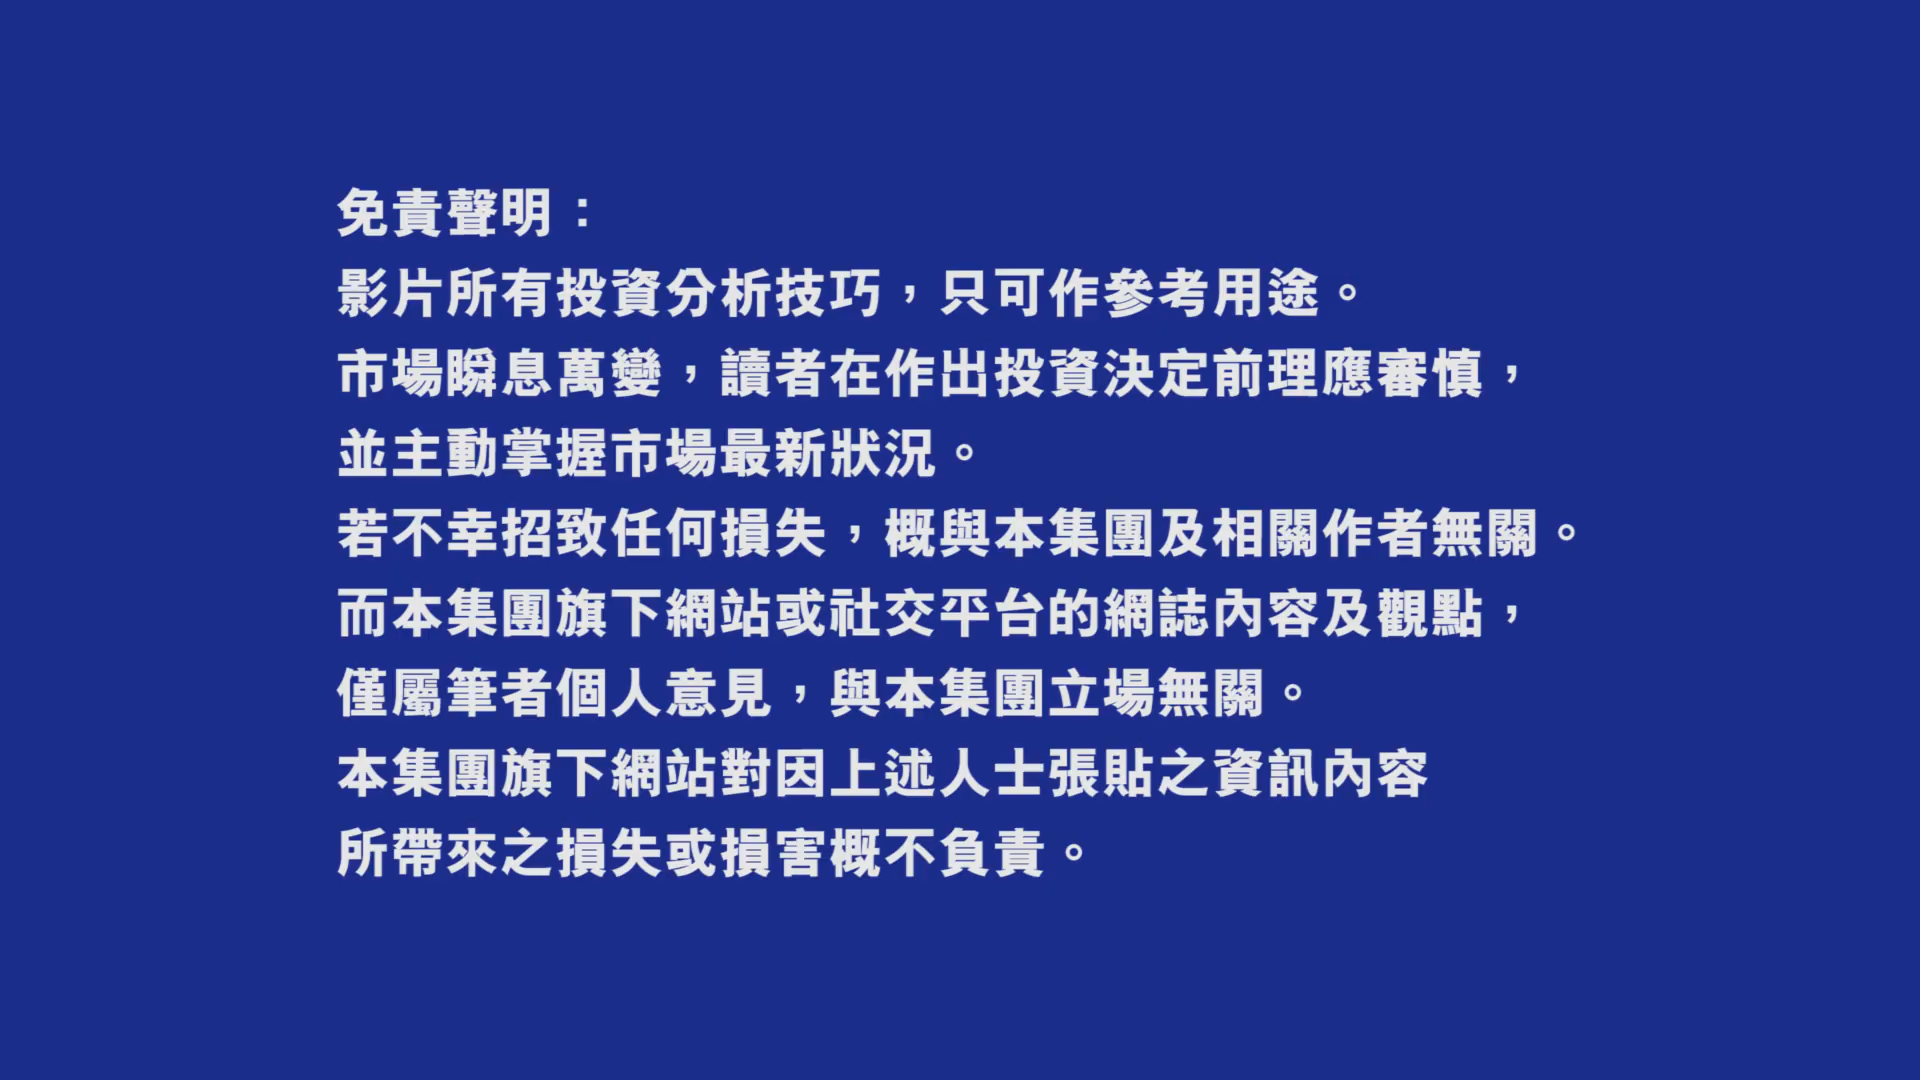 免責聲明：
影片所有投資分析技巧，只可作參考用途。
市場瞬息萬變，讀者在作出投資決定前理應審慎，
並主動掌握市場最新狀況。
若不幸招致任何損失，概與本集團及相關作者無關。
而本集團旗下網站或社交平台的網誌內容及觀點，
僅屬筆者個人意見，與本集團立場無關。
本集團旗下網站對因上述人士張貼之資訊內容
所帶來之損失或損害概不負責。